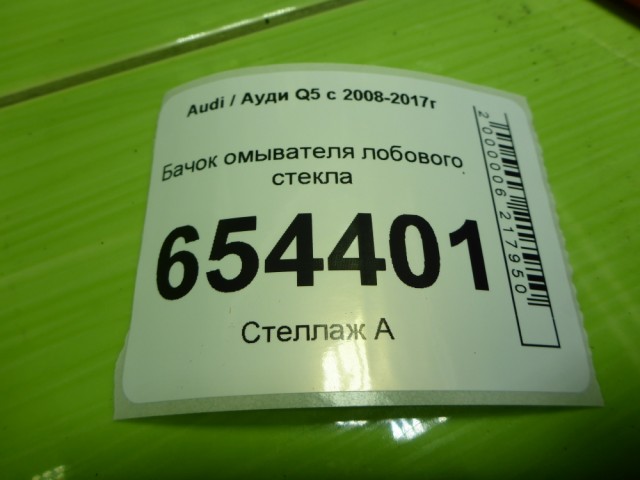 Audi / Ауди Q5 с 2008-2017г
Бачок омывателя лобового
стекла
654401
Стеллаж А
2000006217950